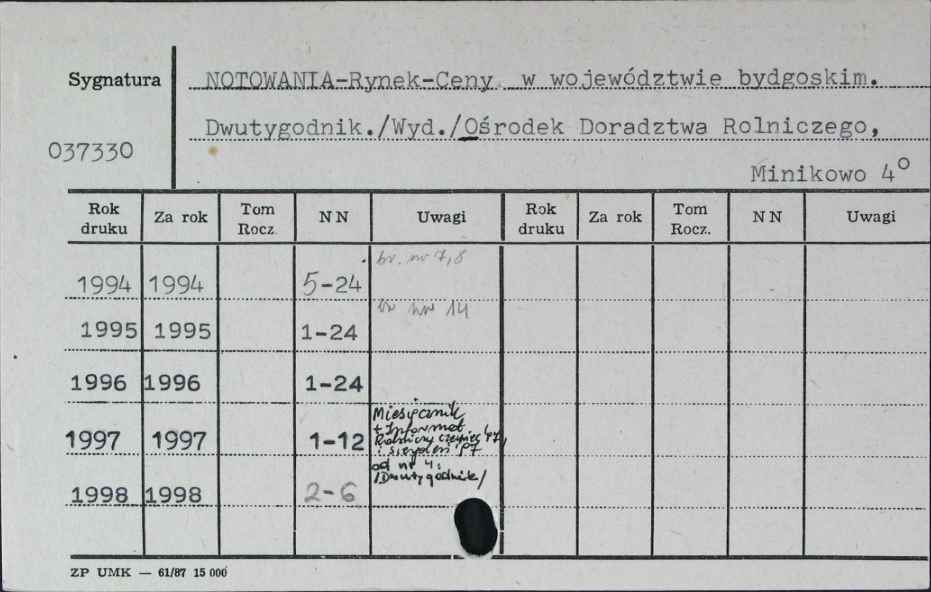 Sygnatura
NOTOWANIA-Rynek-Ceny w województwie bydgoskim.
Dwutygodnik./Wyd./Ośrodek Doradztwa Rolniczego,
037330
Minikowo 4°
Rok druku Za rok Tom Rocz. NN Uwagi Rok druku Za rok Tom Rocz. NN Uwagi
br. nr 7,8
1994 1994 5-24
br nr 14
1995 1995 1-24
1996 1996 1-24
Miesięcznik
+ Informat
1997 1997 1-12
Rolniczy czerwiec '97,
i sierpień '97
od nr 4:
/Dwutygodnik/
1998 1998 2-6
ZP UMK — 61/87 15 000